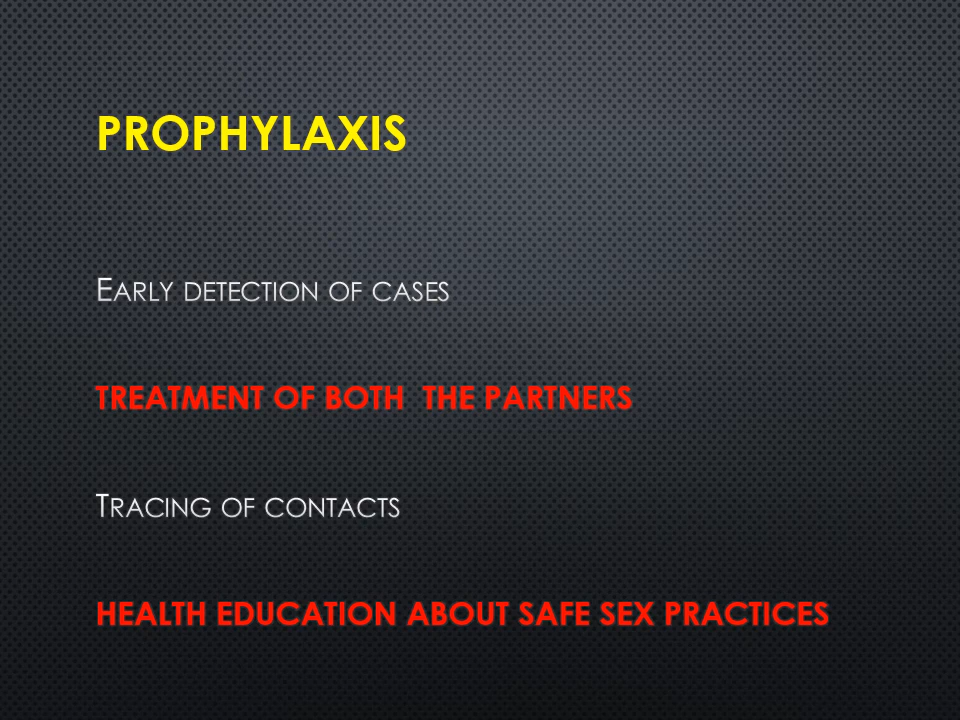 PROPHYLAXIS
EARLY DETECTION OF CASES
TREATMENT OF BOTH THE PARTNERS
TRACING OF CONTACTS
HEALTH EDUCATION ABOUT SAFE SEX PRACTICES